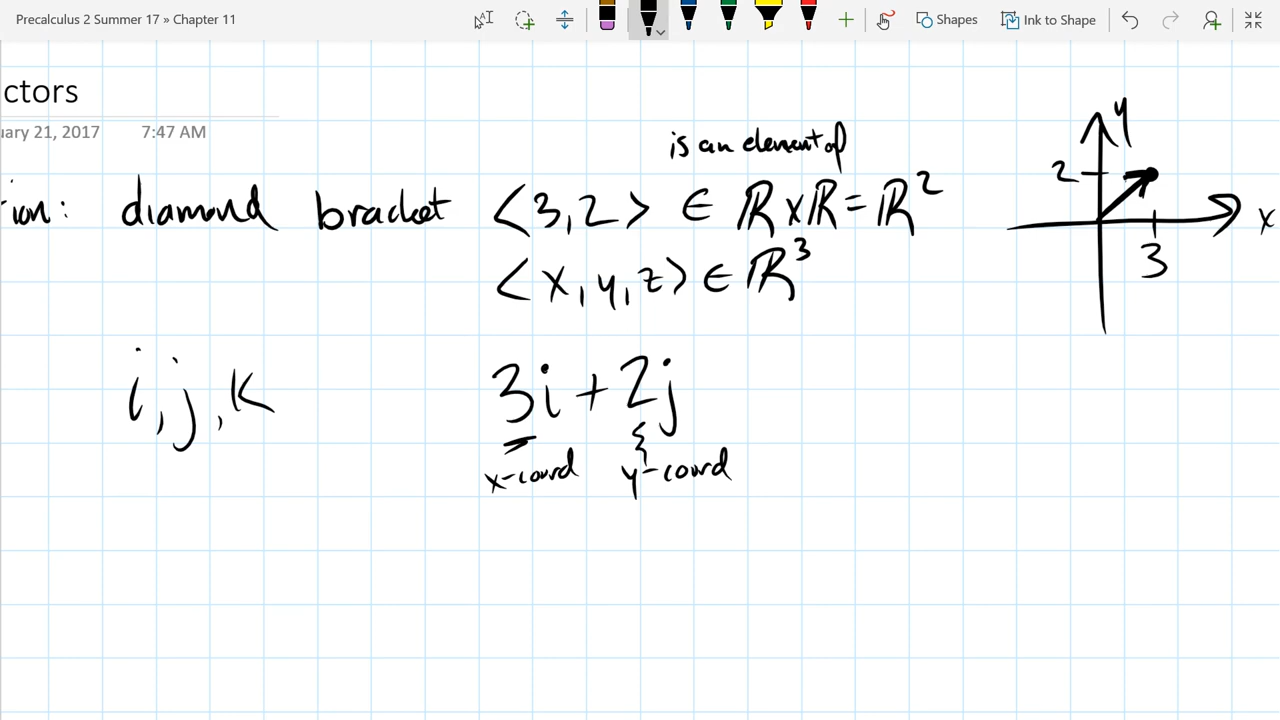 Precalculus 2 Summer 17 » Chapter 11
Shapes
Ink to Shape
ctors
uary 21, 2017 7:47 AM
is an element of
tion: diamond bracket <3,2> ∈ ℝ×ℝ=ℝ²
<x,y,z> ∈ ℝ³
y
2
x
3
i,j,k 3i+2j
x-coord y-coord